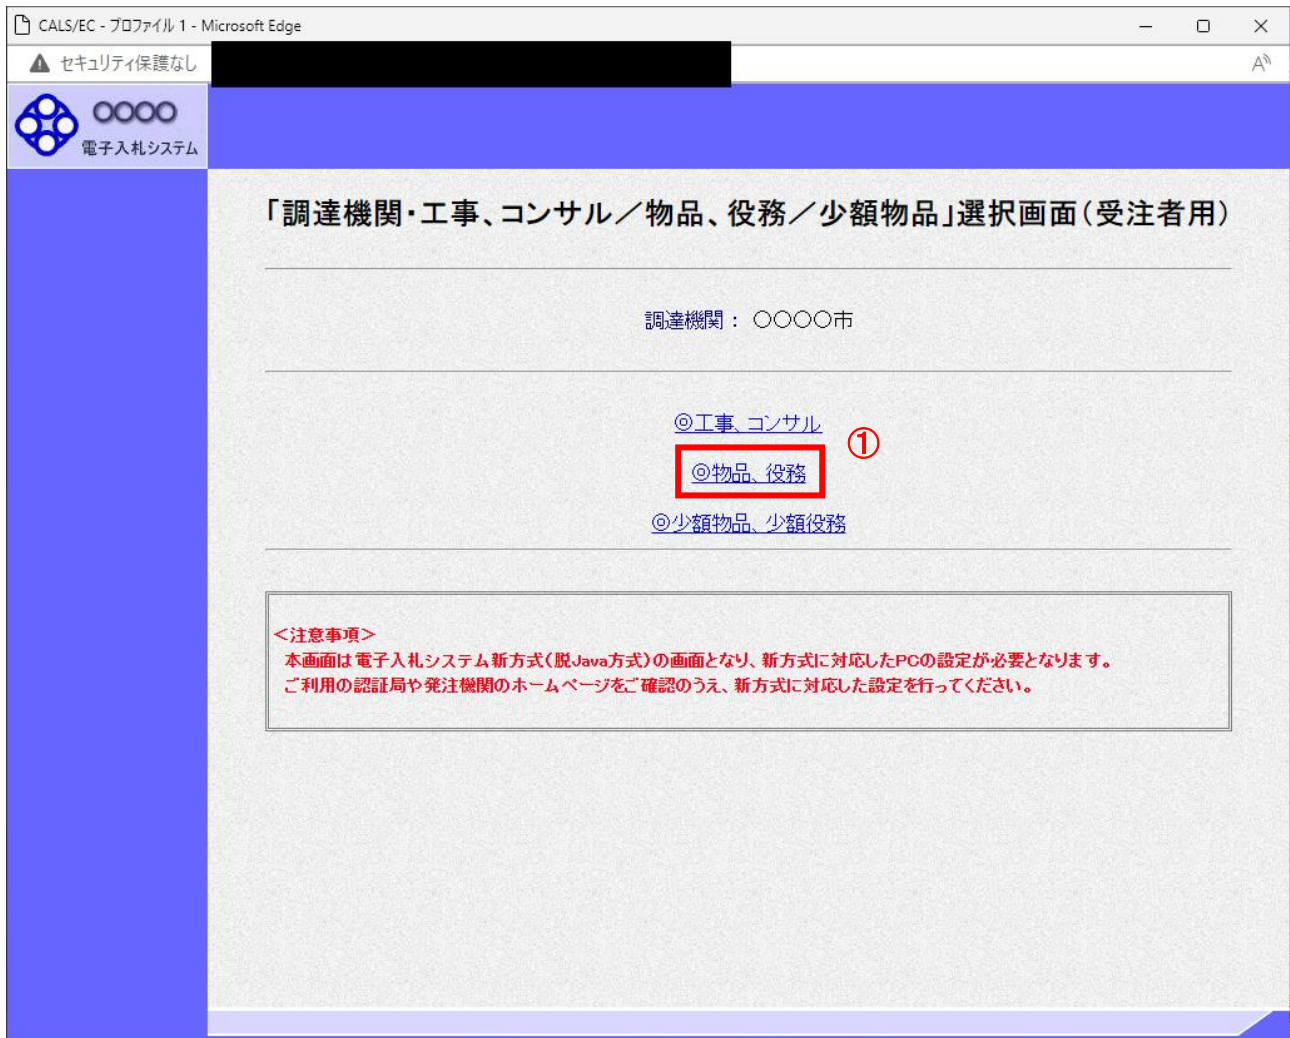 CALS/EC - プロファイル 1 - Microsoft Edge
セキュリティ保護なし
A
○○○○
電子入札システム
「調達機関・工事、コンサル／物品、役務／少額物品」選択画面（受注者用）
調達機関： ○○○○市
◎工事、コンサル
①
◎物品、役務
◎少額物品、少額役務
＜注意事項＞
本画面は電子入札システム新方式（脱Java方式）の画面となり、新方式に対応したPCの設定が必要となります。
ご利用の認証局や発注機関のホームページをご確認のうえ、新方式に対応した設定を行ってください。